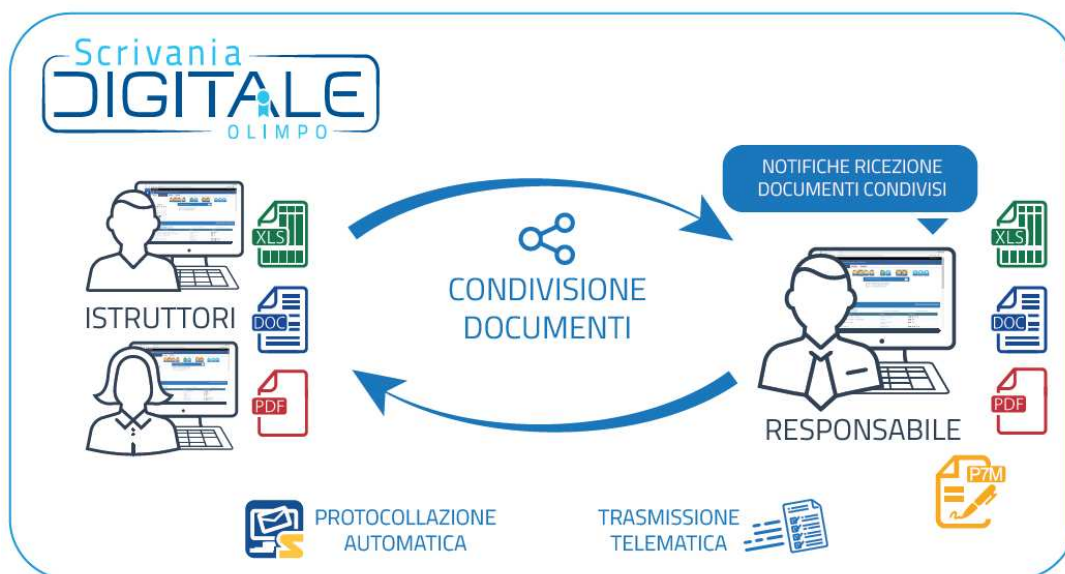 Scrivania
DIGITALE
OLIMPO
NOTIFICHE RICEZIONE
DOCUMENTI CONDIVISI
XLS
ISTRUTTORI
DOC
PDF
CONDIVISIONE
DOCUMENTI
XLS
DOC
PDF
RESPONSABILE
P7M
PROTOCOLLAZIONE
AUTOMATICA
TRASMISSIONE
TELEMATICA